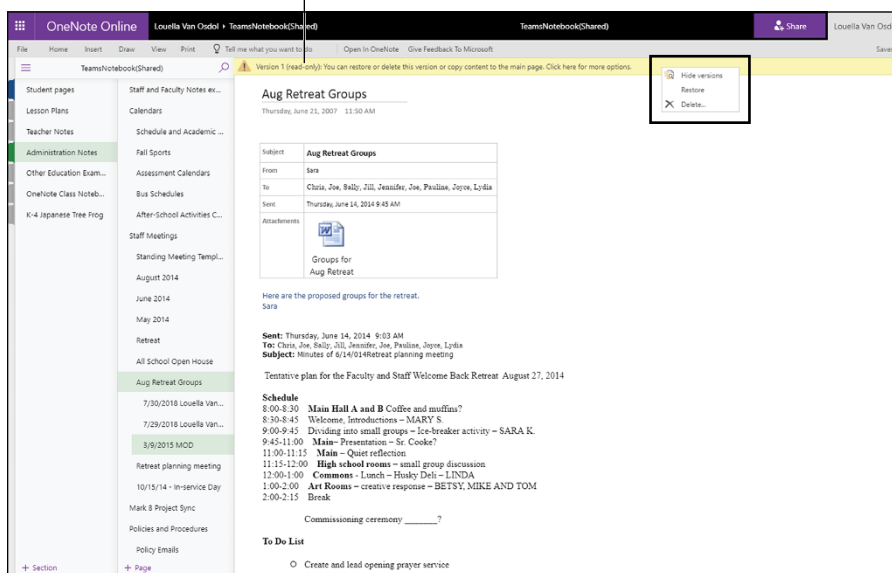 OneNote Online
Louella Van Osdol ▸ TeamsNotebook(Shared)
TeamsNotebook(Shared)
Share
Louella Van Osd
File Home Insert Draw View Print Tell me what you want to do Open In OneNote Give Feedback To Microsoft
TeamsNotebook(Shared)
Version 1 (read-only): You can restore or delete this version or copy content to the main page. Click here for more options.
Hide versions
Restore
Delete...
Student pages
Lesson Plans
Teacher Notes
Administration Notes
Other Education Exam...
OneNote Class Noteb...
K-4 Japanese Tree Frog
+ Section
Staff and Faculty Notes ex...
Calendars
Schedule and Academic ...
Fall Sports
Assessment Calendars
Bus Schedules
After-School Activities C...
Staff Meetings
Standing Meeting Templ...
August 2014
June 2014
May 2014
Retreat
All School Open House
Aug Retreat Groups
7/30/2018 Louella Van...
7/29/2018 Louella Van...
3/9/2015 MOD
Retreat planning meeting
10/15/14 - In-service Day
Mark 8 Project Sync
Policies and Procedures
Policy Emails
+ Page
Aug Retreat Groups
Thursday, June 21, 2007 11:50 AM
Subject Aug Retreat Groups
From Sara
To Chris, Joe, Sally, Jill, Jennifer, Joe, Pauline, Joyce, Lydia
Sent Thursday, June 14, 2014 9:45 AM
Attachments
Groups for
Aug Retreat
Here are the proposed groups for the retreat.
Sara
Sent: Thursday, June 14, 2014 9:03 AM
To: Chris, Joe, Sally, Jill, Jennifer, Joe, Pauline, Joyce, Lydia
Subject: Minutes of 6/14/014Retreat planning meeting
Tentative plan for the Faculty and Staff Welcome Back Retreat August 27, 2014
Schedule
8:00-8:30 Main Hall A and B Coffee and muffins?
8:30-8:45 Welcome, Introductions – MARY S.
9:00-9:45 Dividing into small groups – Ice-breaker activity – SARA K.
9:45-11:00 Main– Presentation – Sr. Cooke?
11:00-11:15 Main – Quiet reflection
11:15-12:00 High school rooms – small group discussion
12:00-1:00 Commons - Lunch – Husky Deli – LINDA
1:00-2:00 Art Rooms – creative response – BETSY, MIKE AND TOM
2:00-2:15 Break
Commissioning ceremony _______?
To Do List
O Create and lead opening prayer service